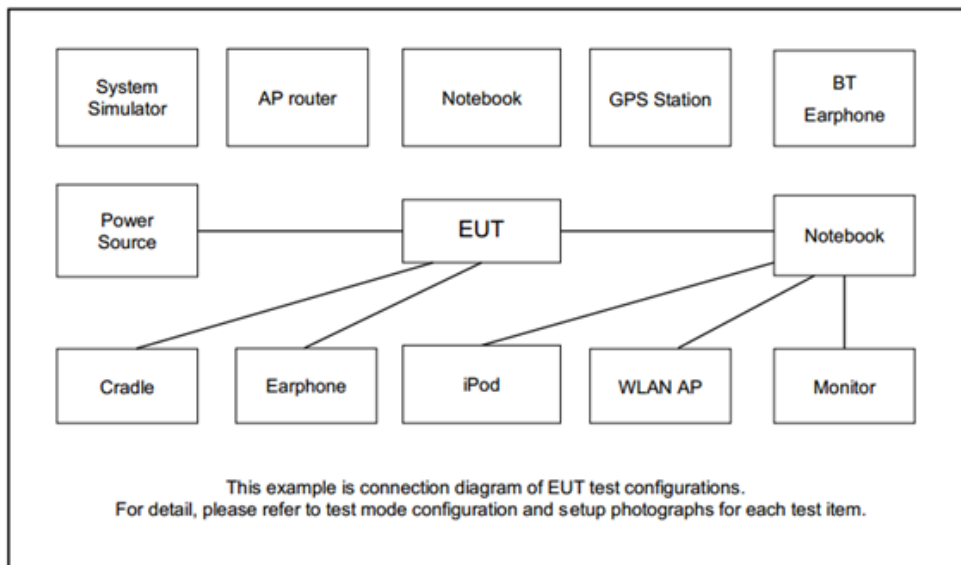 System
Simulator
AP router
Notebook
GPS Station
BT
Earphone
Power
Source
EUT
Notebook
Cradle
Earphone
iPod
WLAN AP
Monitor
This example is connection diagram of EUT test configurations.
For detail, please refer to test mode configuration and setup photographs for each test item.